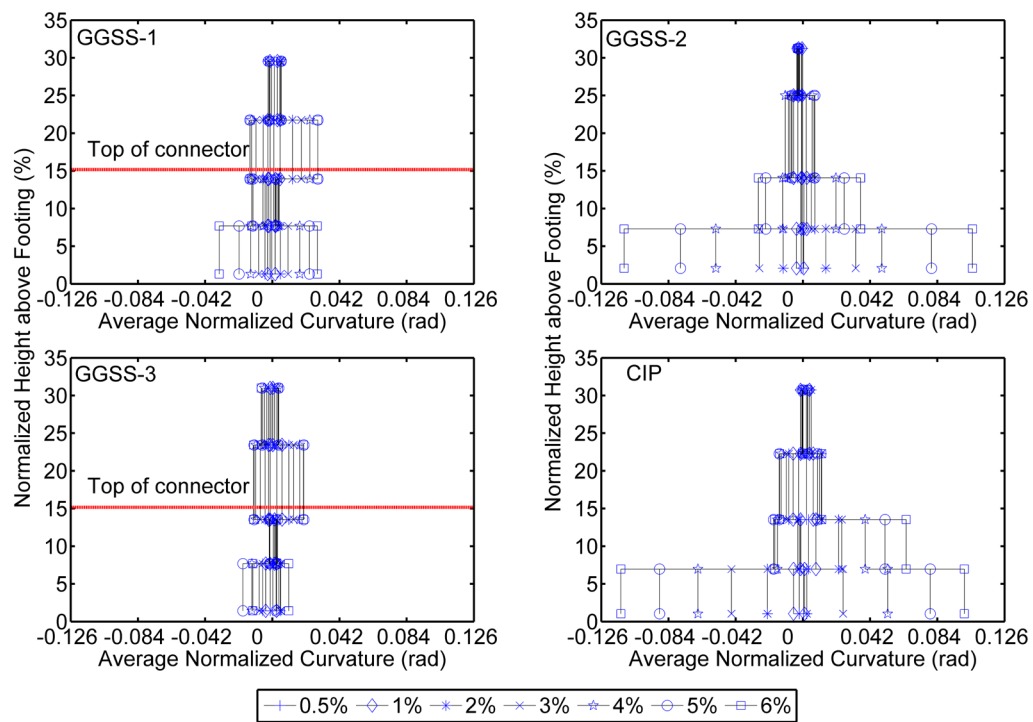 GGSS-1
Normalized Height above Footing (%)
35
30
25
20
15
10
5
0
Top of connector
-0.126 -0.084 -0.042 0 0.042 0.084 0.126
Average Normalized Curvature (rad)
GGSS-2
Normalized Height above Footing (%)
35
30
25
20
15
10
5
0
-0.126 -0.084 -0.042 0 0.042 0.084 0.126
Average Normalized Curvature (rad)
GGSS-3
35
30
25
20
15
10
5
0
Top of connector
-0.126 -0.084 -0.042 0 0.042 0.084 0.126
Average Normalized Curvature (rad)
CIP
35
30
25
20
15
10
5
0
-0.126 -0.084 -0.042 0 0.042 0.084 0.126
Average Normalized Curvature (rad)
0.5% 1% 2% 3% 4% 5% 6%